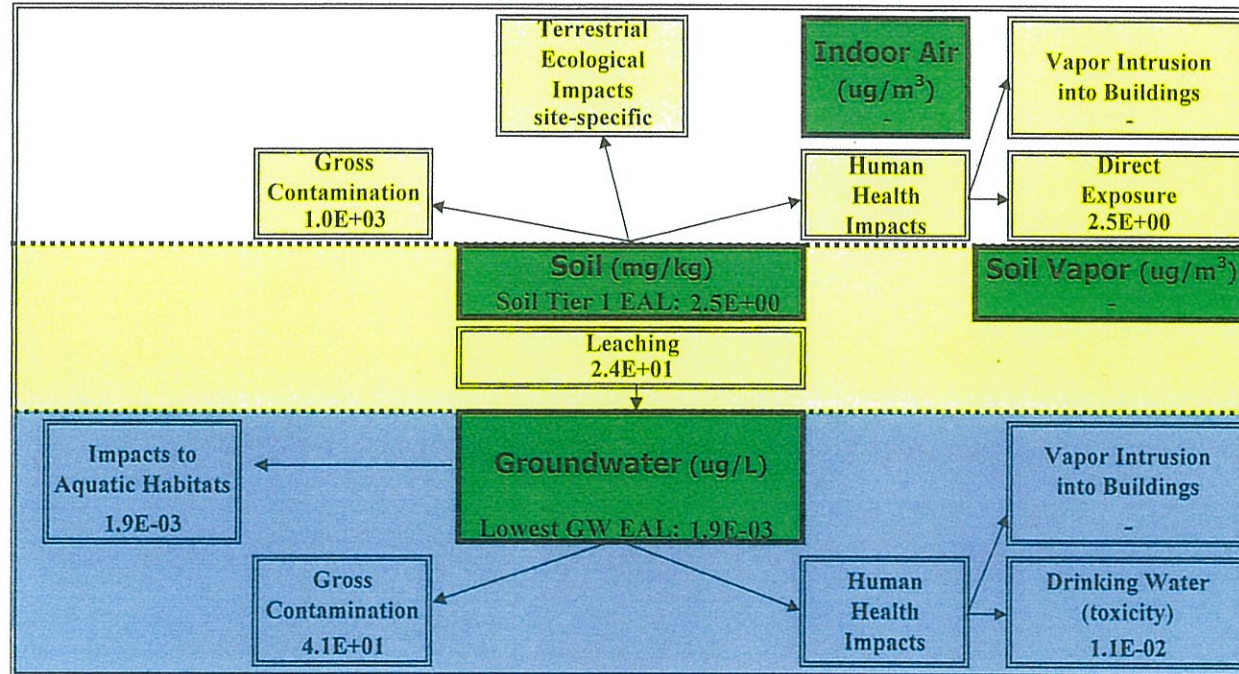 Terrestrial
Ecological
Impacts
site-specific
Indoor Air
(ug/m³)
-
Vapor Intrusion
into Buildings
-
Gross
Contamination
1.0E+03
Human
Health
Impacts
Direct
Exposure
2.5E+00
Soil (mg/kg)
Soil Tier 1 EAL: 2.5E+00
Soil Vapor (ug/m³)
-
Leaching
2.4E+01
Impacts to
Aquatic Habitats
1.9E-03
Groundwater (ug/L)
Lowest GW EAL: 1.9E-03
Vapor Intrusion
into Buildings
-
Gross
Contamination
4.1E+01
Human
Health
Impacts
Drinking Water
(toxicity)
1.1E-02